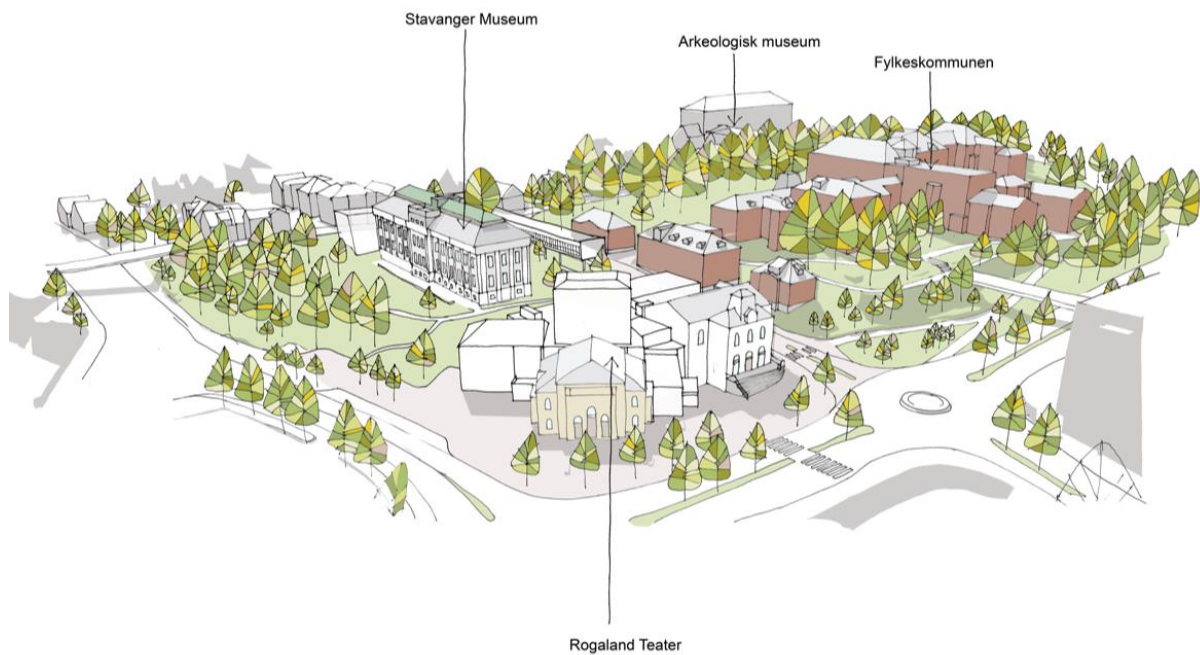 Stavanger Museum
Arkeologisk museum
Fylkeskommunen
Rogaland Teater